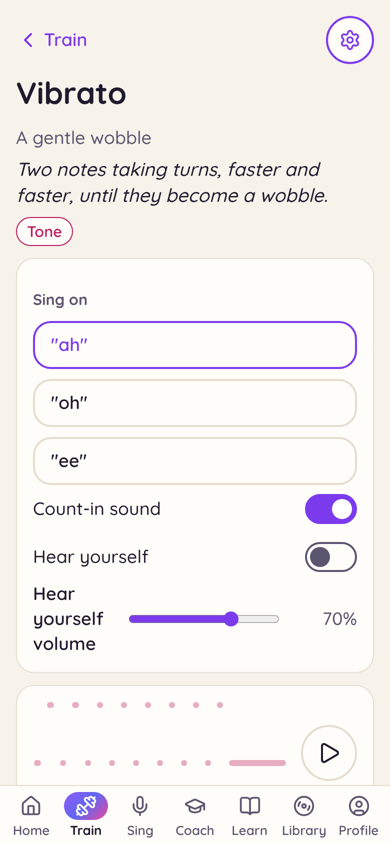 Train
Vibrato
A gentle wobble
Two notes taking turns, faster and
faster, until they become a wobble.
Tone
Sing on
"ah"
"oh"
"ee"
Count-in sound
Hear yourself
Hear
yourself
volume
70%
Home
Train
Sing
Coach
Learn
Library
Profile